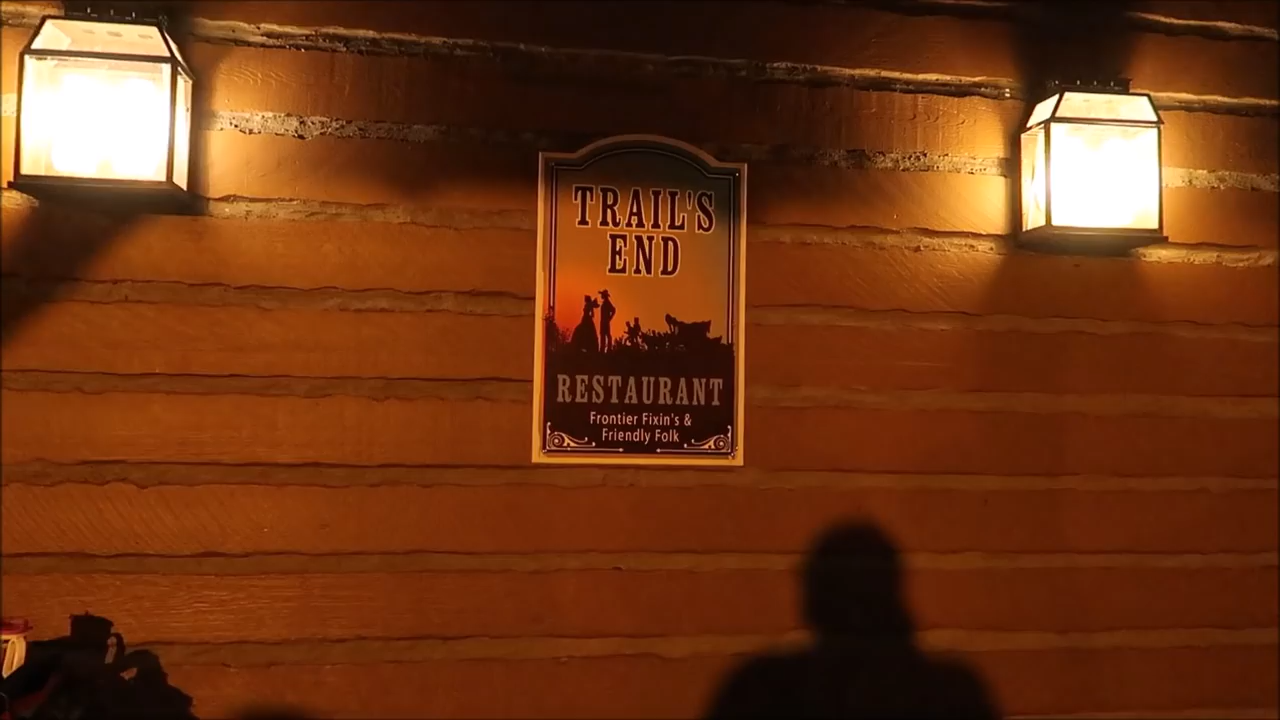 TRAIL'S
END
RESTAURANT
Frontier Fixin's &
Friendly Folk